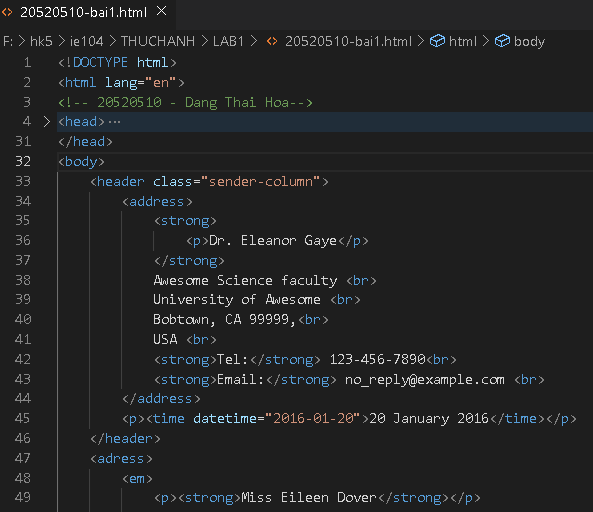 <> 20520510-bai1.html ×
F: > hk5 > ie104 > THUCHANH > LAB1 > <> 20520510-bai1.html > html > body
1 <!DOCTYPE html>
2 <html lang="en">
3 <!-- 20520510 - Dang Thai Hoa-->
4 > <head>···
31 </head>
32 <body>
33 <header class="sender-column">
34 <address>
35 <strong>
36 <p>Dr. Eleanor Gaye</p>
37 </strong>
38 Awesome Science faculty <br>
39 University of Awesome <br>
40 Bobtown, CA 99999,<br>
41 USA <br>
42 <strong>Tel:</strong> 123-456-7890<br>
43 <strong>Email:</strong> no_reply@example.com <br>
44 </address>
45 <p><time datetime="2016-01-20">20 January 2016</time></p>
46 </header>
47 <adress>
48 <em>
49 <p><strong>Miss Eileen Dover</strong></p>